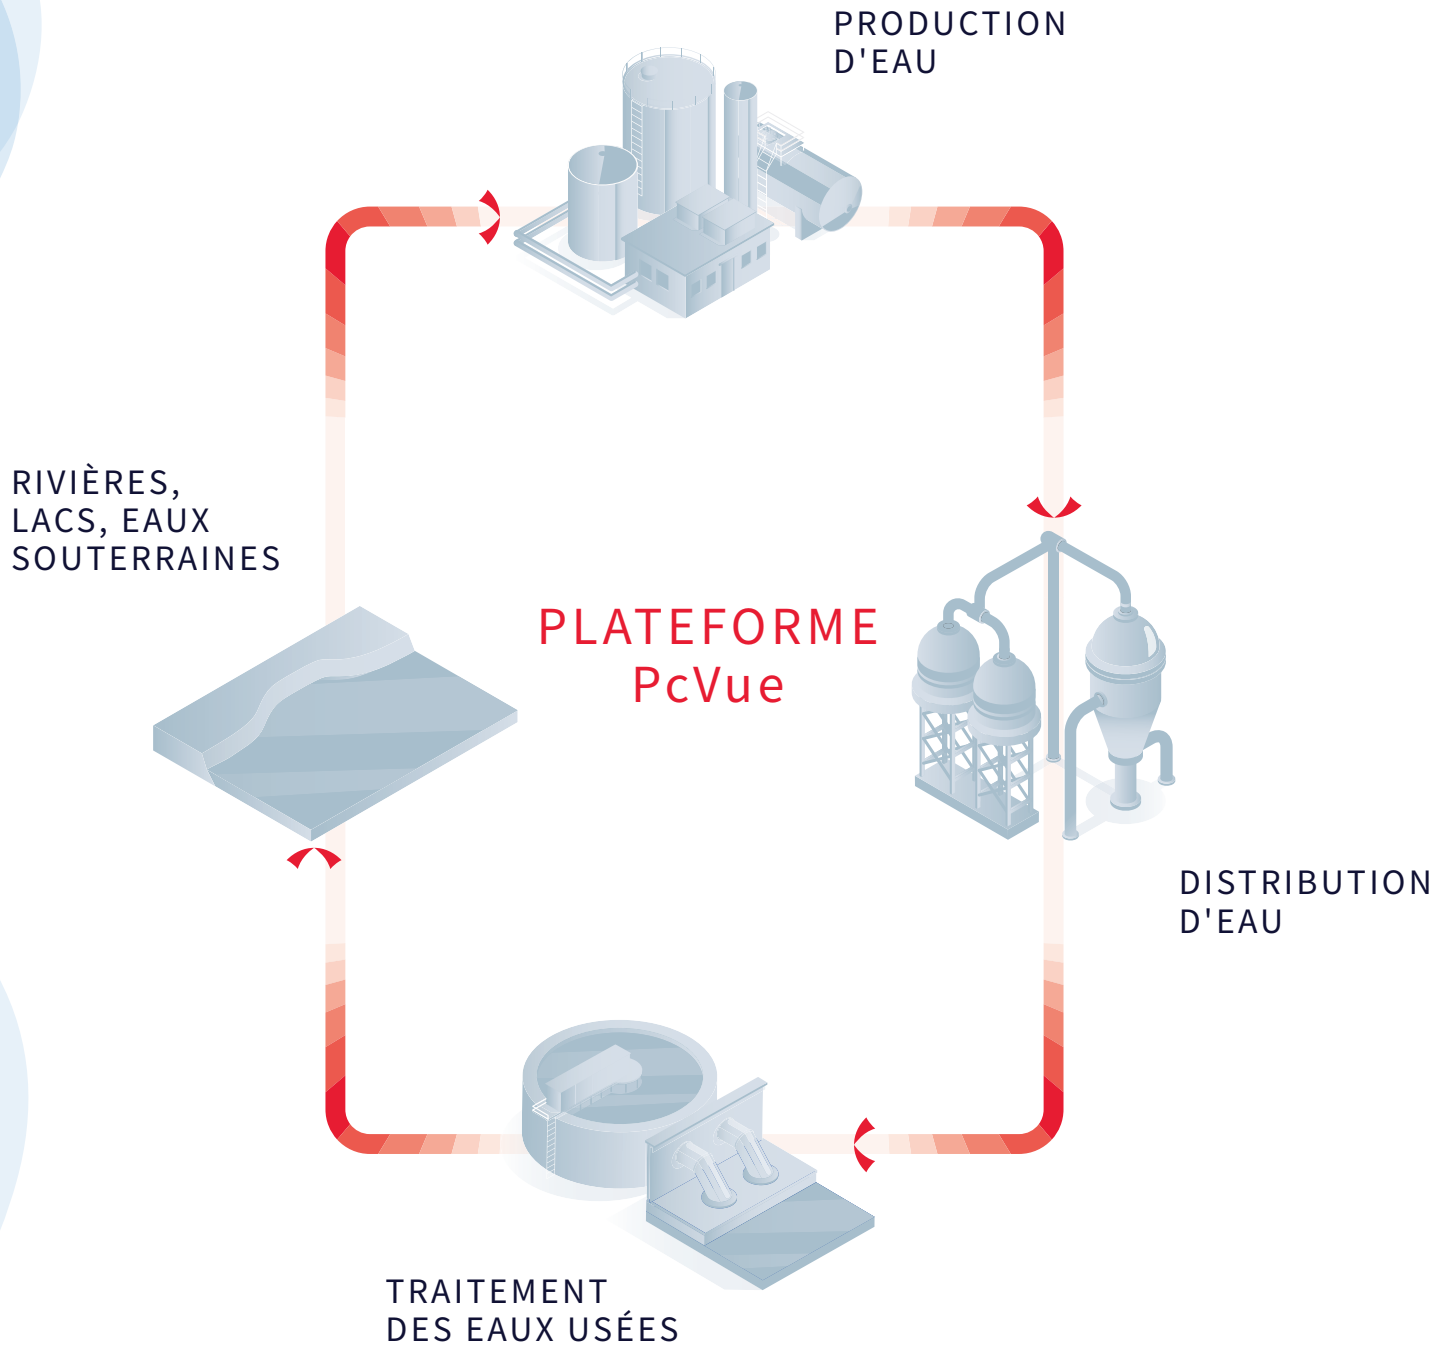 PRODUCTION
D'EAU
RIVIÈRES,
LACS, EAUX
SOUTERRAINES
PLATEFORME
PcVue
DISTRIBUTION
D'EAU
TRAITEMENT
DES EAUX USÉES